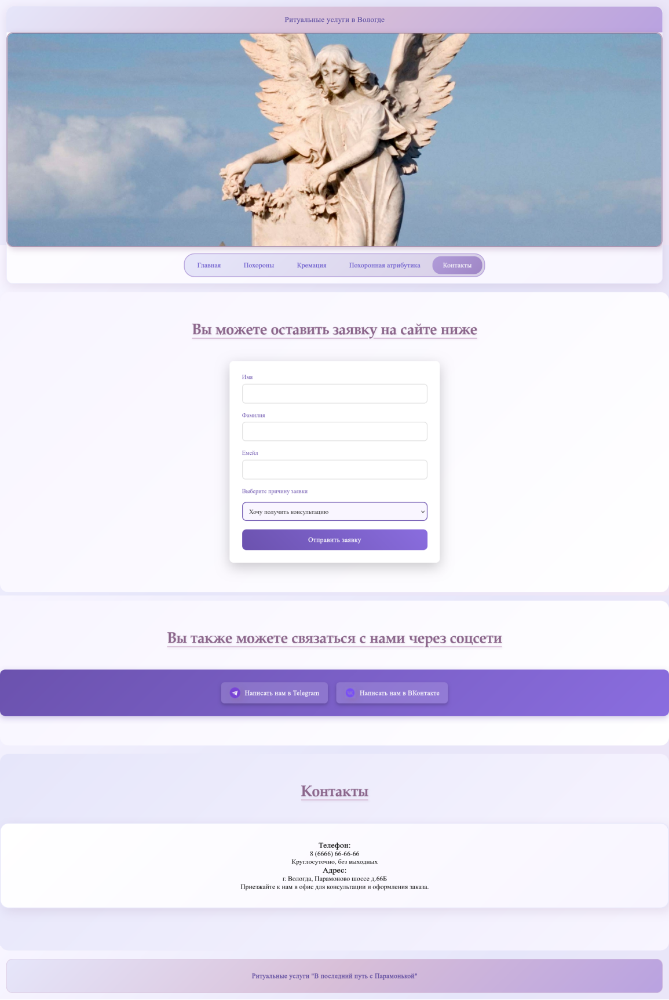 Ритуальные услуги в Вологде
Главная
Похороны
Кремация
Похоронная атрибутика
Контакты
Вы можете оставить заявку на сайте ниже
Имя
Фамилия
Емейл
Выберите причину заявки
Хочу получить консультацию
Отправить заявку
Вы также можете связаться с нами через соцсети
Написать нам в Telegram
Написать нам в ВКонтакте
Контакты
Телефон:
8 (6666) 66-66-66
Круглосуточно, без выходных
Адрес:
г. Вологда, Парамоново шоссе д.66Б
Приезжайте к нам в офис для консультации и оформления заказа.
Ритуальные услуги "В последний путь с Парамонькой"